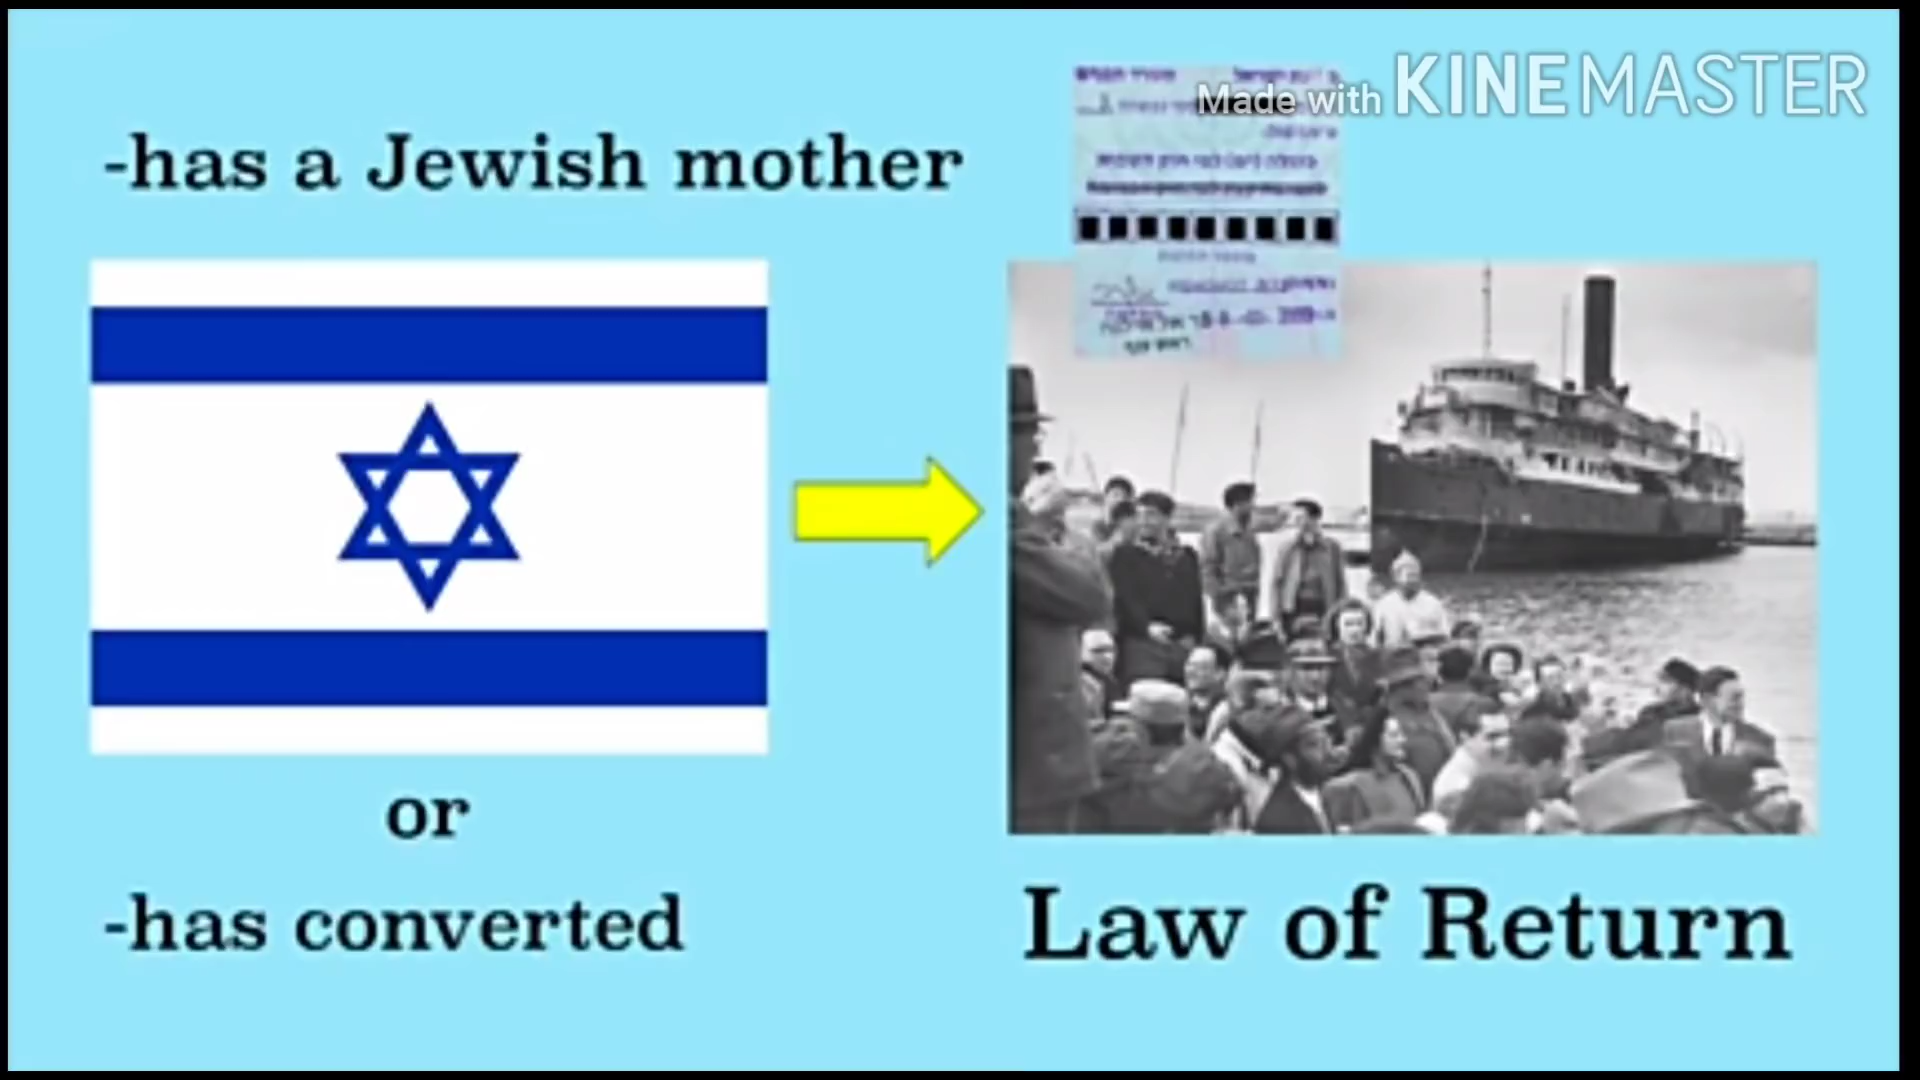 Made with KINEMASTER
-has a Jewish mother
or
-has converted
Law of Return